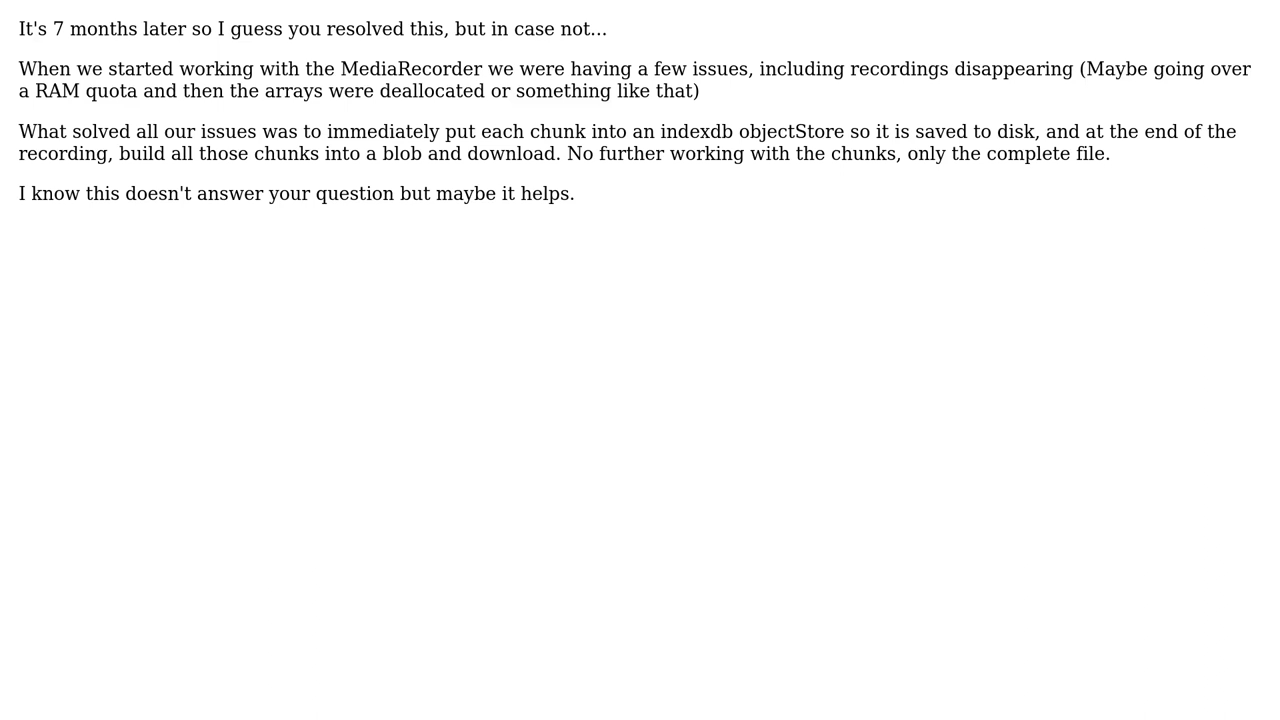 It's 7 months later so I guess you resolved this, but in case not...
When we started working with the MediaRecorder we were having a few issues, including recordings disappearing (Maybe going over
a RAM quota and then the arrays were deallocated or something like that)
What solved all our issues was to immediately put each chunk into an indexdb objectStore so it is saved to disk, and at the end of the
recording, build all those chunks into a blob and download. No further working with the chunks, only the complete file.
I know this doesn't answer your question but maybe it helps.